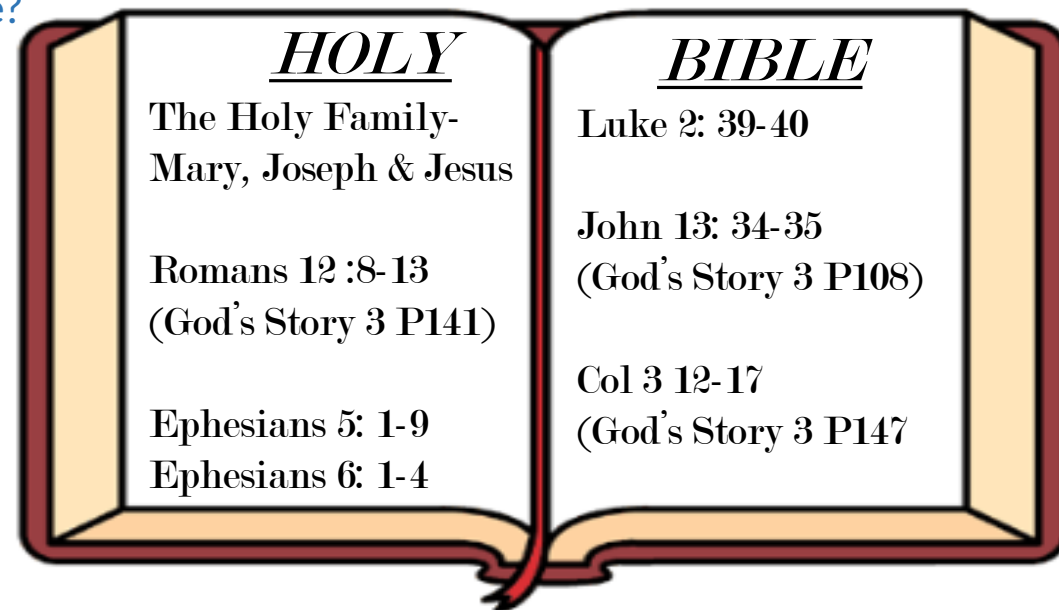 e?
HOLY
The Holy Family-
Mary, Joseph & Jesus
Romans 12 :8-13
(God's Story 3 P141)
Ephesians 5: 1-9
Ephesians 6: 1-4
BIBLE
Luke 2: 39-40
John 13: 34-35
(God's Story 3 P108)
Col 3 12-17
(God's Story 3 P147